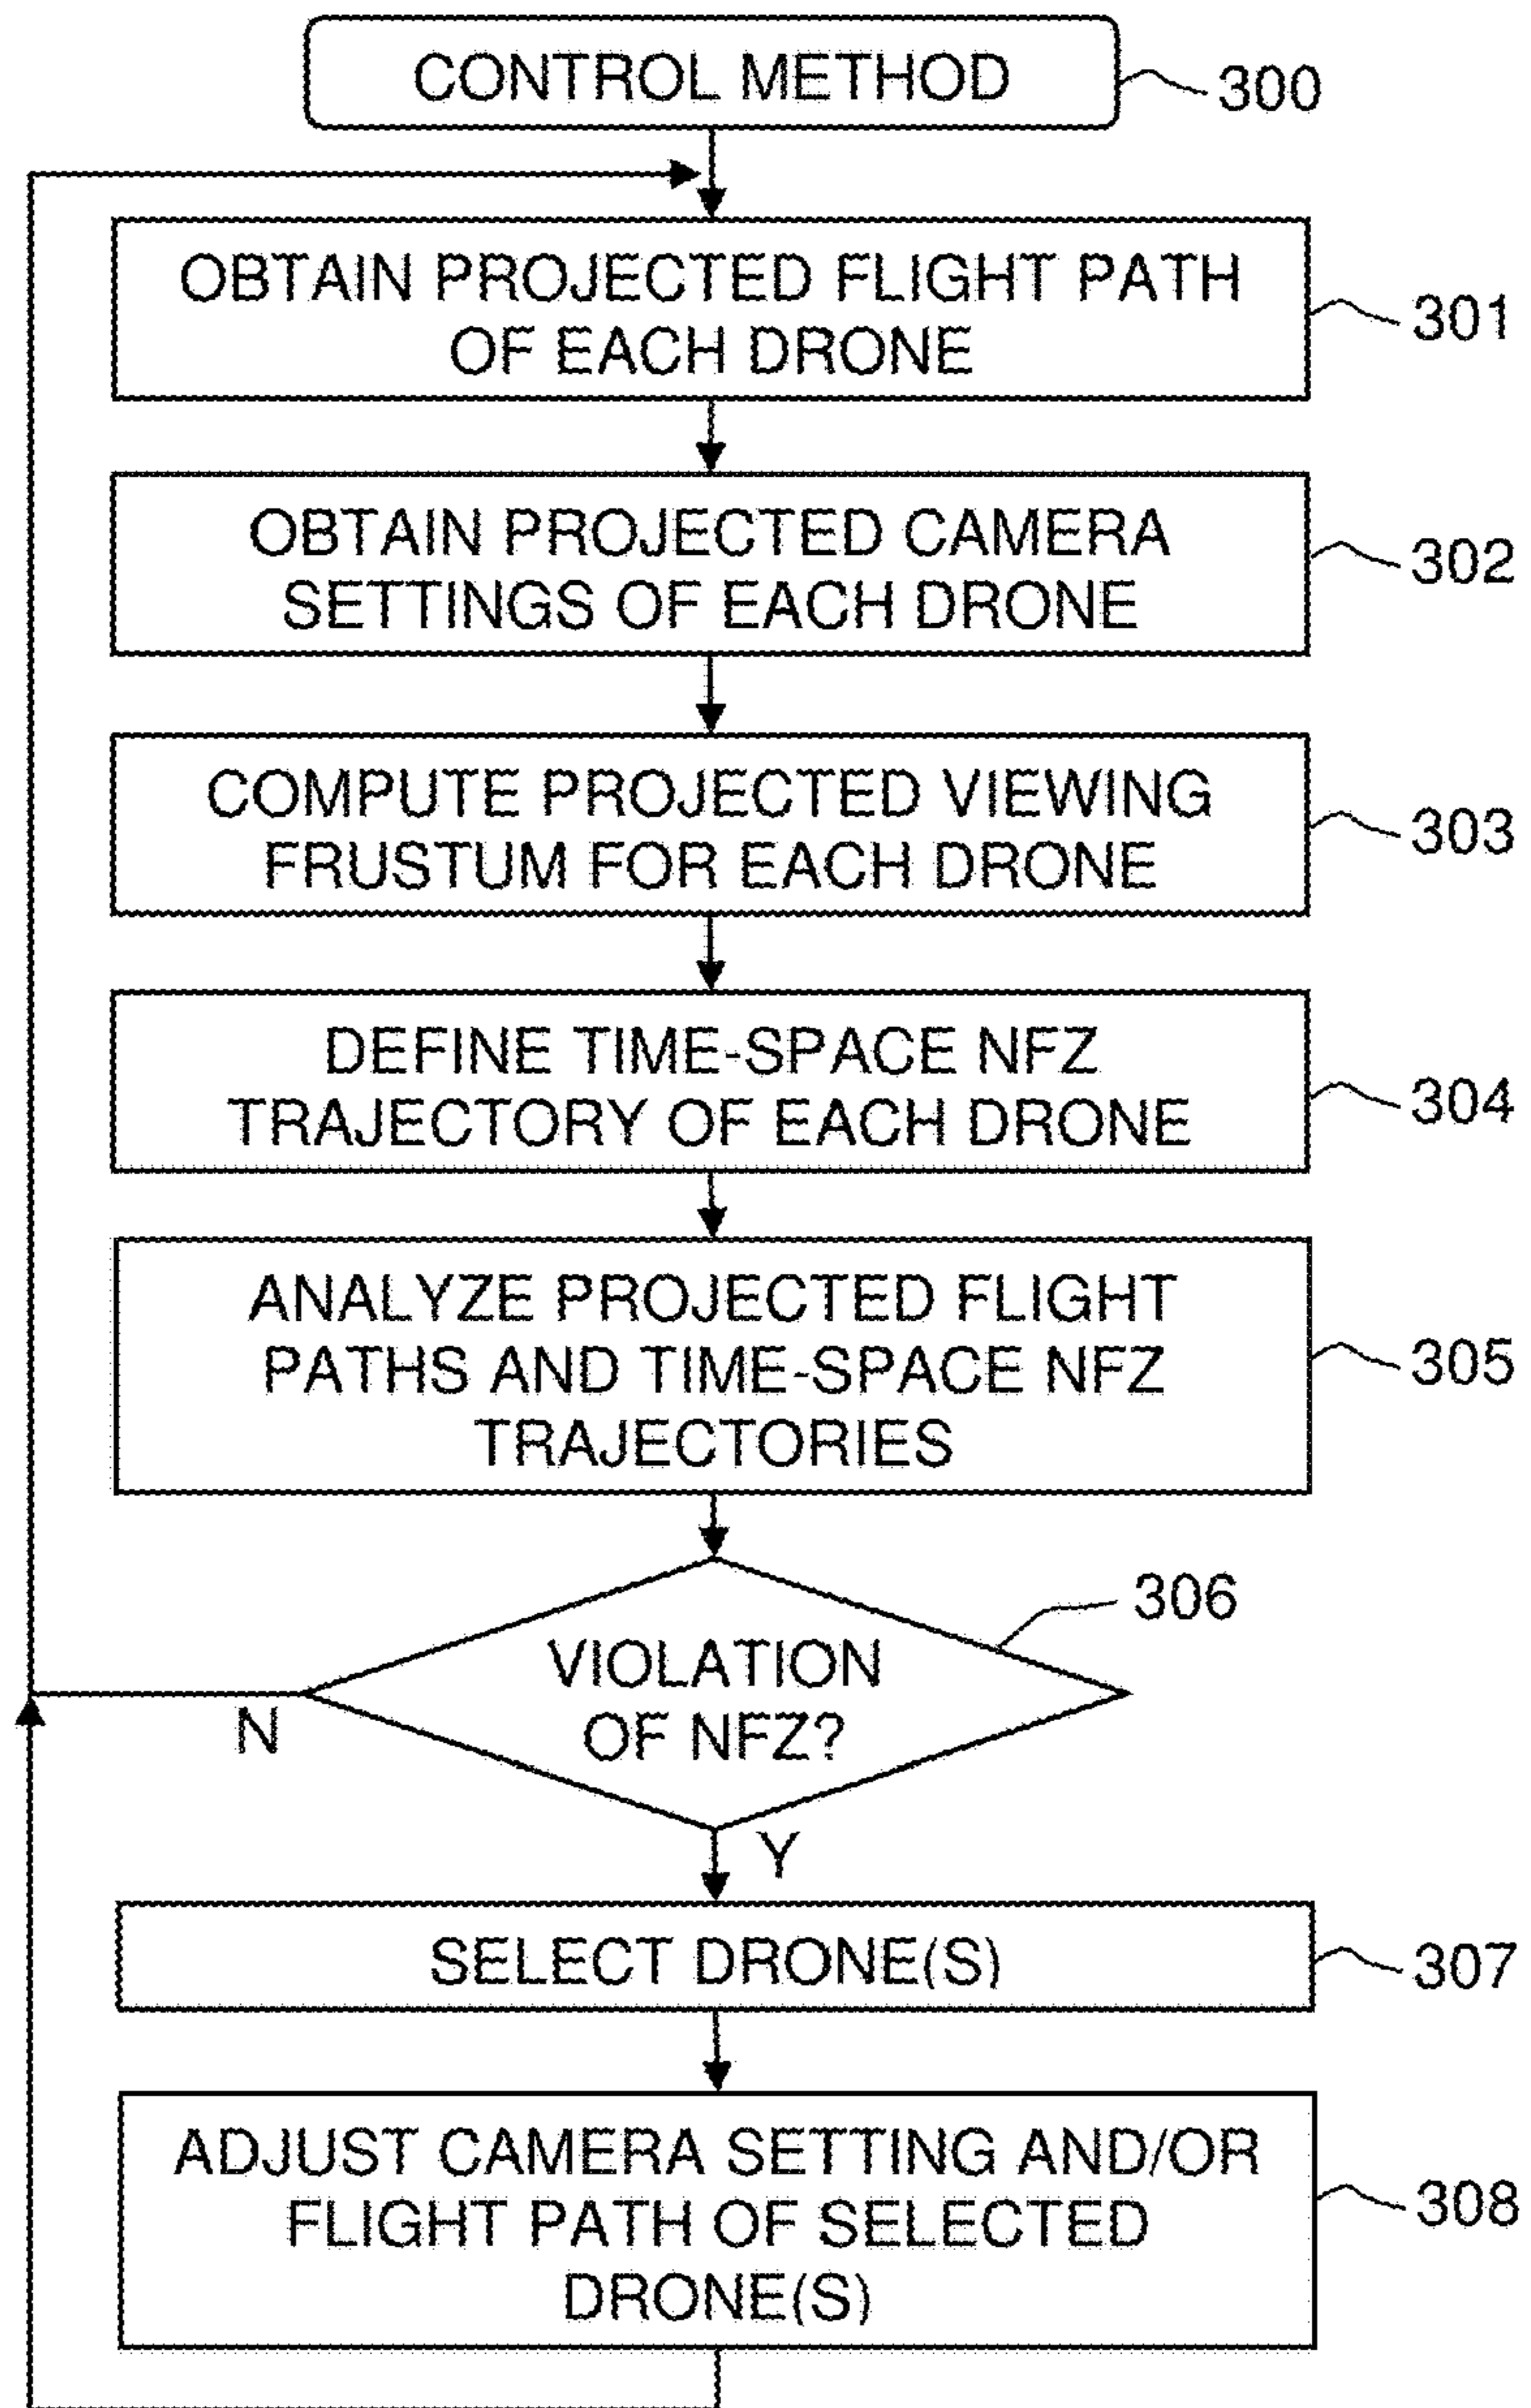 CONTROL METHOD
300
OBTAIN PROJECTED FLIGHT PATH
OF EACH DRONE
301
OBTAIN PROJECTED CAMERA
SETTINGS OF EACH DRONE
302
COMPUTE PROJECTED VIEWING
FRUSTUM FOR EACH DRONE
303
DEFINE TIME-SPACE NFZ
TRAJECTORY OF EACH DRONE
304
ANALYZE PROJECTED FLIGHT
PATHS AND TIME-SPACE NFZ
TRAJECTORIES
305
306
VIOLATION
OF NFZ?
N
Y
SELECT DRONE(S)
307
ADJUST CAMERA SETTING AND/OR
FLIGHT PATH OF SELECTED
DRONE(S)
308